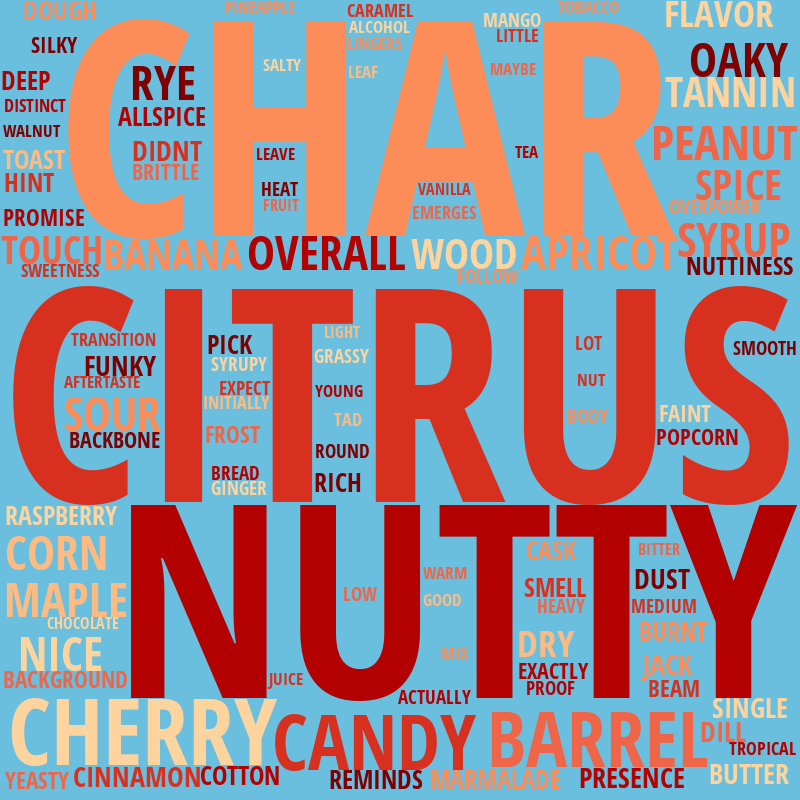 DOUGH
PINEAPPLE
CARAMEL
MANGO
TOBACCO
FLAVOR
ALCOHOL
LITTLE
SILKY
LINGERS
CHAR
OAKY
SALTY
LEAF
MAYBE
DEEP
RYE
TANNIN
DISTINCT
ALLSPICE
WALNUT
PEANUT
TOAST
DIDNT
LEAVE
TEA
BRITTLE
HINT
HEAT
VANILLA
SPICE
FRUIT
EMERGES
OVERPOWER
PROMISE
SYRUP
TOUCH
BANANA
OVERALL
WOOD
APRICOT
SWEETNESS
FOLLOW
NUTTINESS
CITRUS
TRANSITION
PICK
LIGHT
LOT
SMOOTH
FUNKY
SYRUPY
GRASSY
AFTERTASTE
EXPECT
YOUNG
NUT
INITIALLY
SOUR
TAD
BODY
FAINT
BACKBONE
FROST
POPCORN
ROUND
BREAD
RICH
GINGER
RASPBERRY
NUTTY
CORN
CASK
BITTER
WARM
DUST
MAPLE
LOW
GOOD
SMELL
HEAVY
MEDIUM
CHOCOLATE
BURNT
NICE
MIX
DRY
JACK
BACKGROUND
JUICE
EXACTLY
PROOF
BEAM
ACTUALLY
CHERRY
CANDY
BARREL
SINGLE
DILL
TROPICAL
YEASTY
CINNAMON
COTTON
REMINDS
MARMALADE
PRESENCE
BUTTER